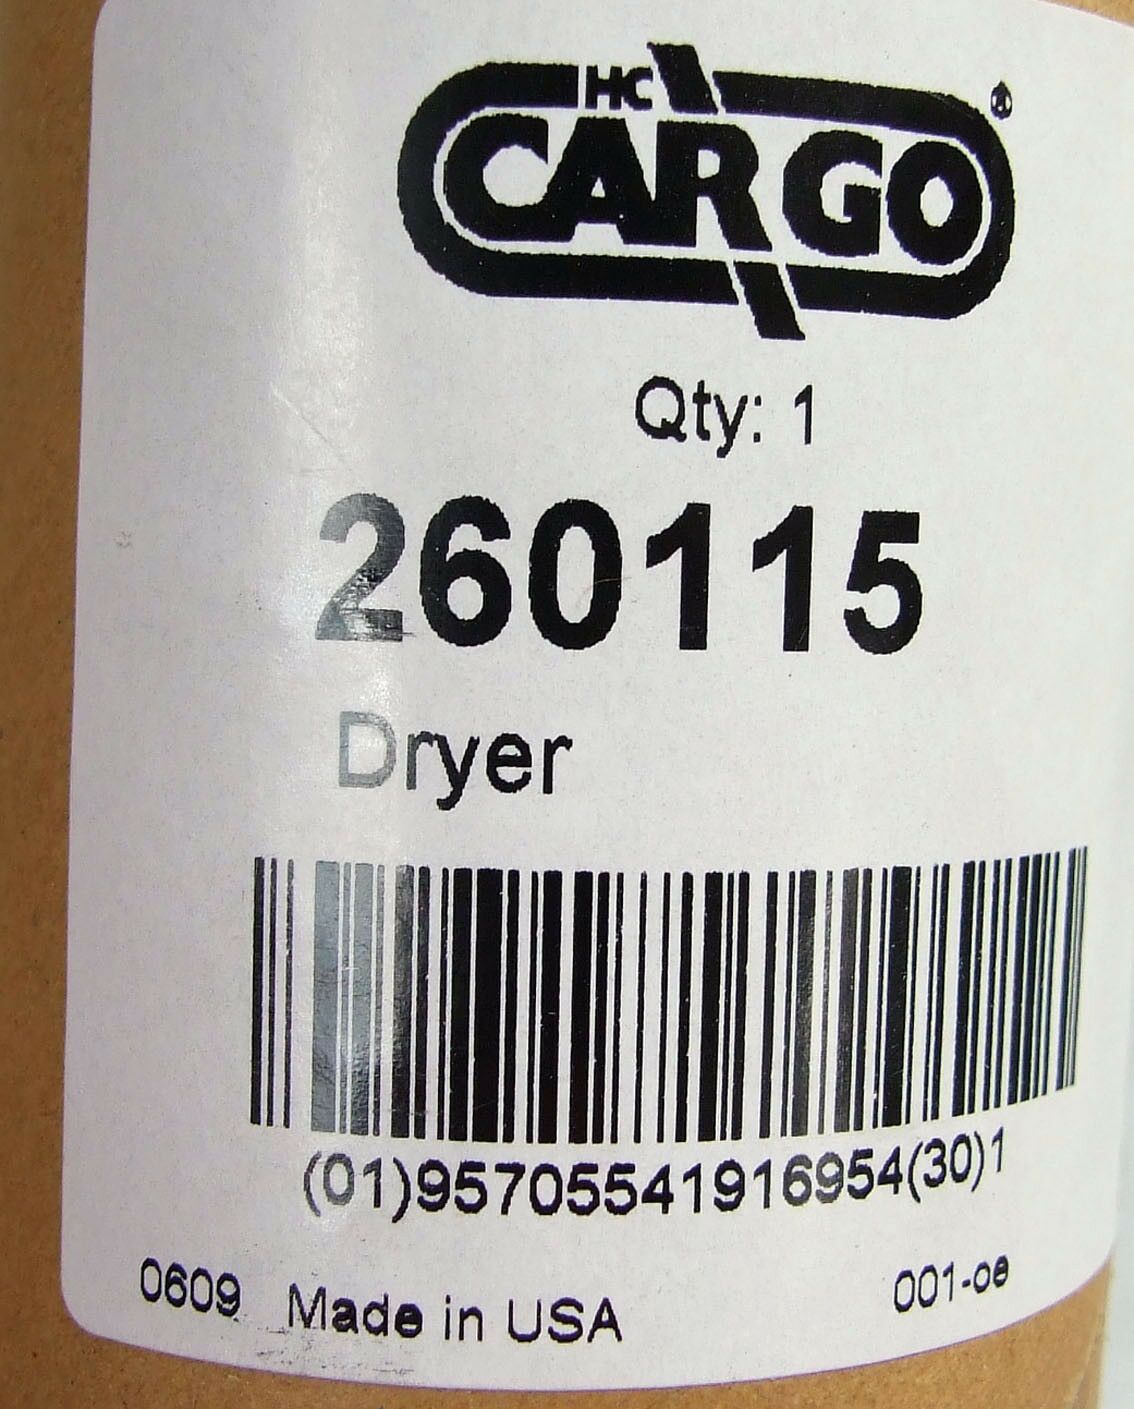 HC
CARGO®
Qty: 1
260115
Dryer
(01)95705541916954(30)1
0609 Made in USA 001-oe